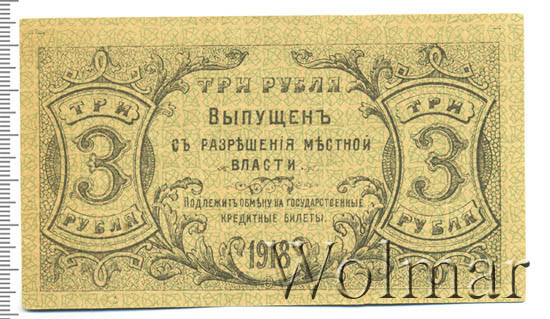 ТРИ РУБЛЯ
ТРИ
3
РУБЛЯ
ВЫПУЩЕНЪ
СЪ РАЗРѢШЕНІЯ МѢСТНОЙ
ВЛАСТИ.
ПОДЛЕЖИТЪ ОБМѢНУ НА ГОСУДАРСТВЕННЫЕ
КРЕДИТНЫЕ БИЛЕТЫ.
1918
ТРИ
3
РУБЛЯ
Wolmar